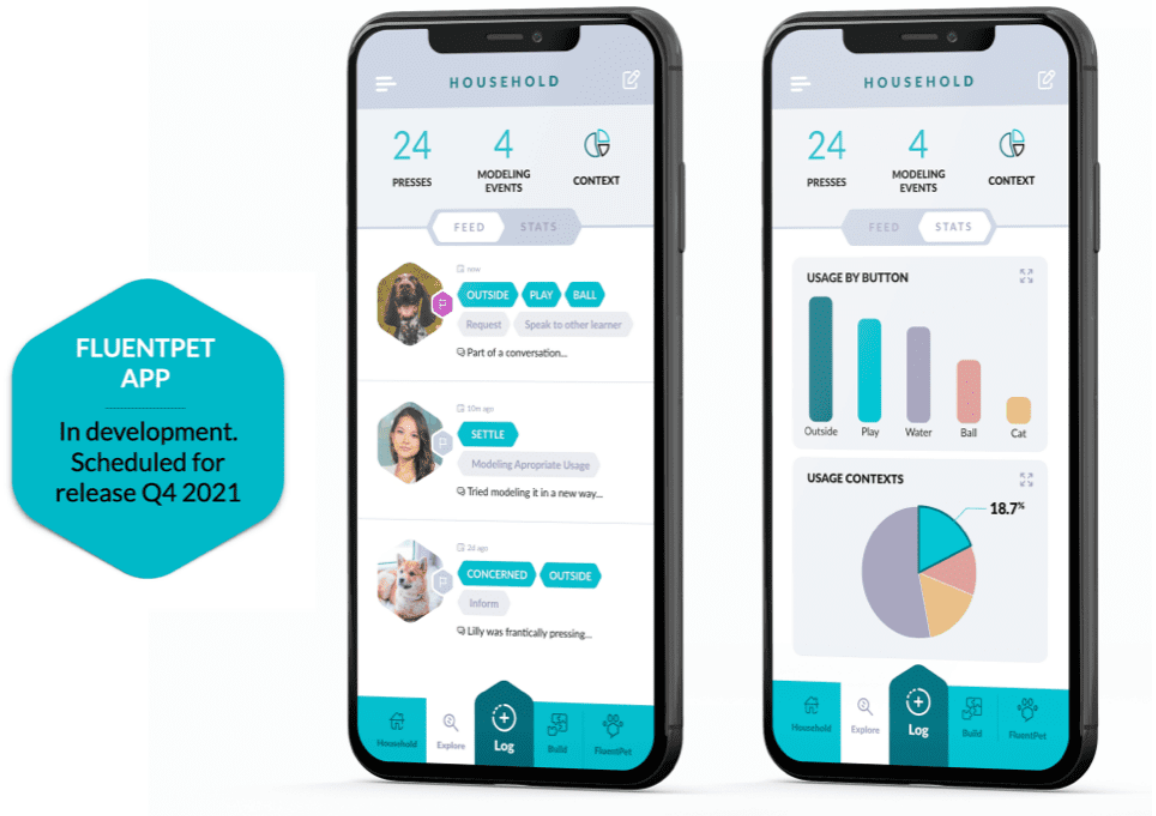 FLUENTPET
APP
In development.
Scheduled for
release Q4 2021
HOUSEHOLD
24
4
PRESSES
MODELING
EVENTS
CONTEXT
FEED
STATS
now
OUTSIDE
PLAY
BALL
Request
Speak to other learner
Part of a conversation...
10m ago
SETTLE
Modeling Apropriate Usage
Tried modeling it in a new way...
2d ago
CONCERNED
OUTSIDE
Inform
Lilly was frantically pressing...
Household
Explore
Log
Build
FluentPet
HOUSEHOLD
24
4
PRESSES
MODELING
EVENTS
CONTEXT
FEED
STATS
USAGE BY BUTTON
Outside
Play
Water
Ball
Cat
USAGE CONTEXTS
18.7%
Household
Explore
Log
Build
FluentPet